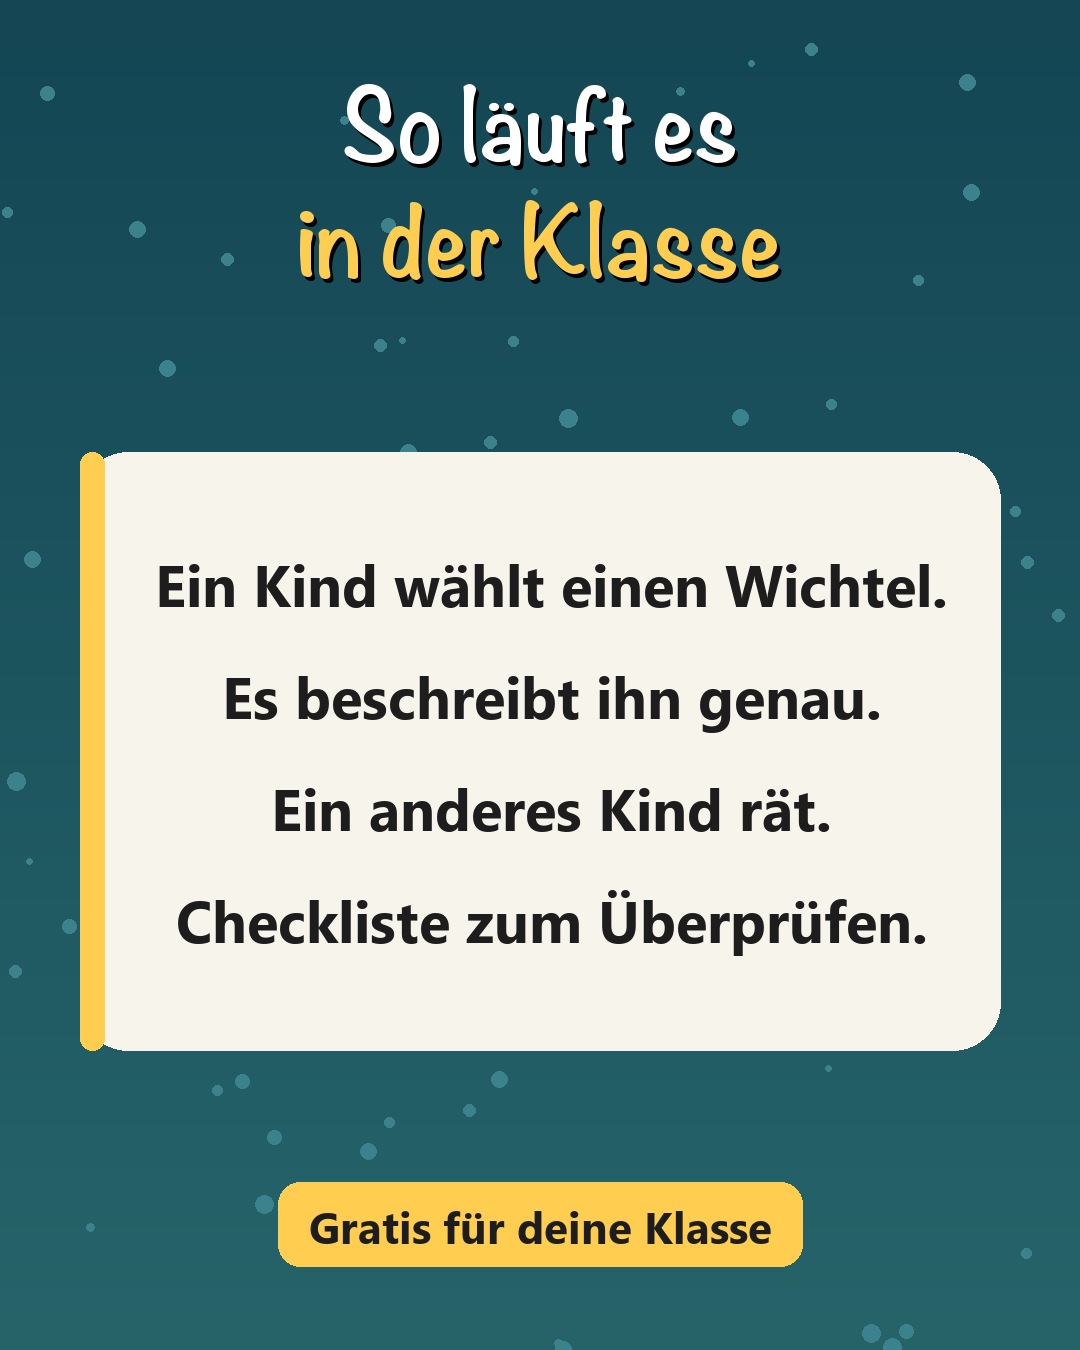 So läuft es
in der Klasse
Ein Kind wählt einen Wichtel.
Es beschreibt ihn genau.
Ein anderes Kind rät.
Checkliste zum Überprüfen.
Gratis für deine Klasse